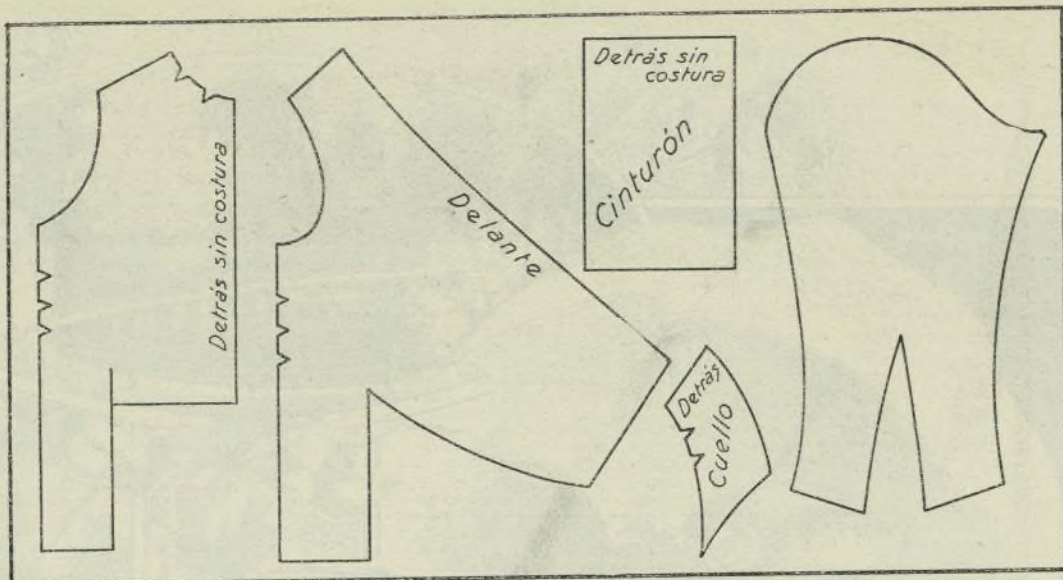 Detrás sin costura
Delante
Detrás sin
costura
Cinturón
Detrás
Cuello